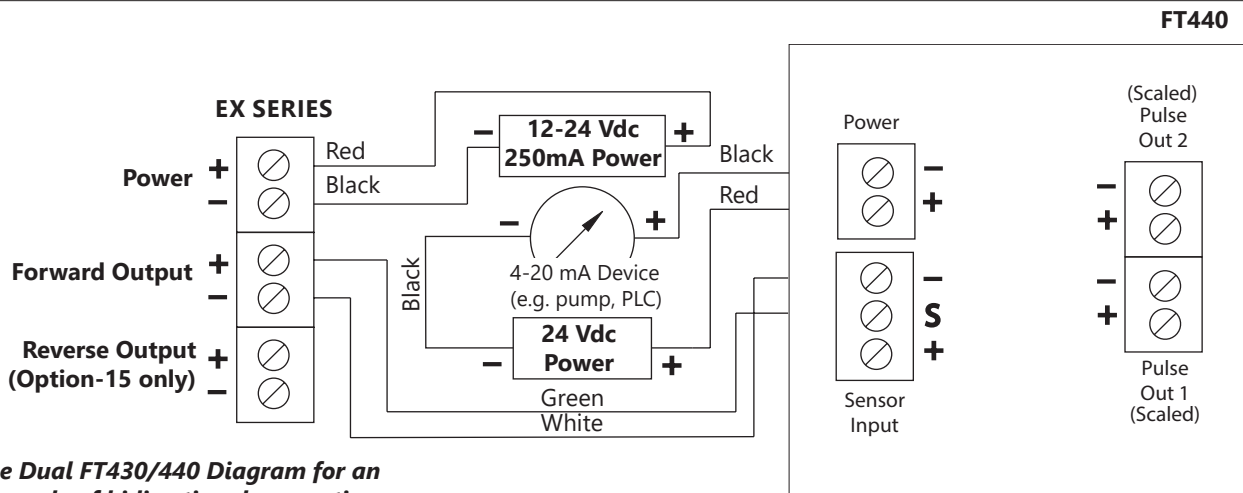 FT440
EX SERIES
Power + −
Red
Black
− 12-24 Vdc +
250mA Power
Black
Red
Forward Output + −
Black
− +
4-20 mA Device
(e.g. pump, PLC)
24 Vdc
− Power +
Reverse Output +
(Option-15 only) −
Green
White
Power
−
+
−
S
+
Sensor
Input
(Scaled)
Pulse
Out 2
−
+
−
+
Pulse
Out 1
(Scaled)
Dual FT430/440 Diagram for an